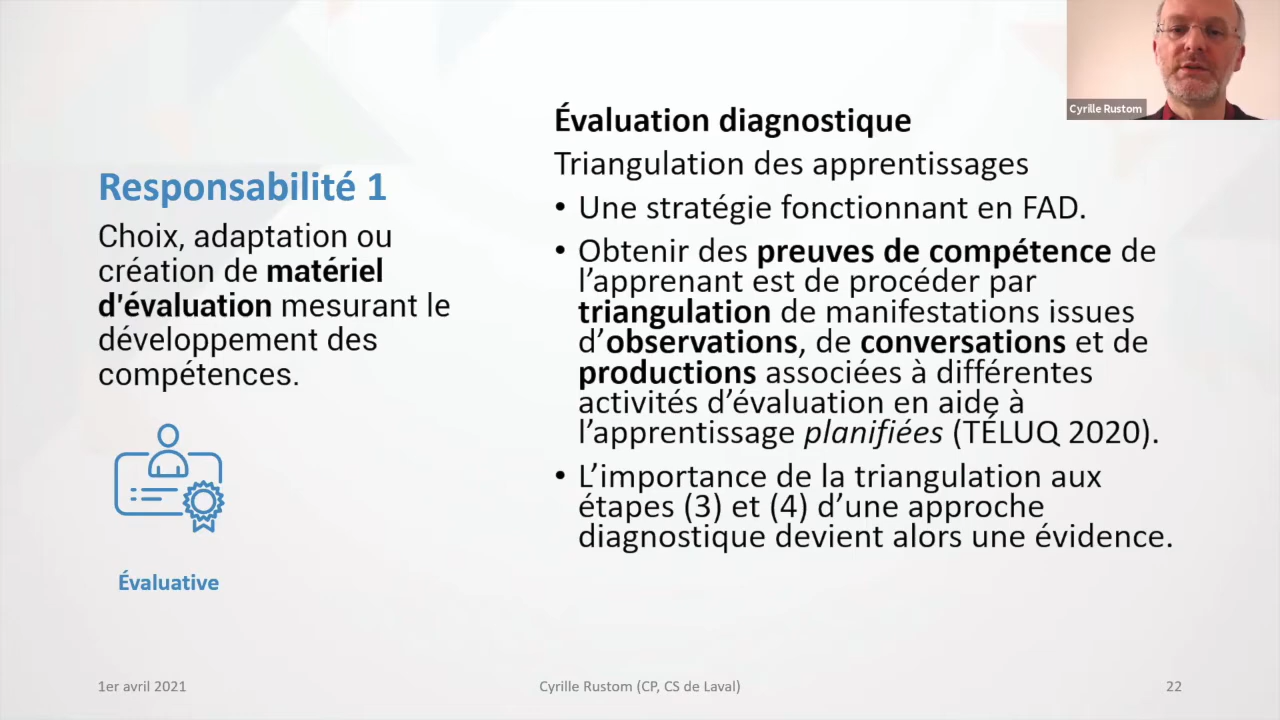 Cyrille Rustom
Responsabilité 1
Choix, adaptation ou
création de matériel
d'évaluation mesurant le
développement des
compétences.
Évaluative
Évaluation diagnostique
Triangulation des apprentissages
• Une stratégie fonctionnant en FAD.
• Obtenir des preuves de compétence de
l’apprenant est de procéder par
triangulation de manifestations issues
d’observations, de conversations et de
productions associées à différentes
activités d’évaluation en aide à
l’apprentissage planifiées (TÉLUQ 2020).
• L’importance de la triangulation aux
étapes (3) et (4) d’une approche
diagnostique devient alors une évidence.
1er avril 2021
Cyrille Rustom (CP, CS de Laval)
22